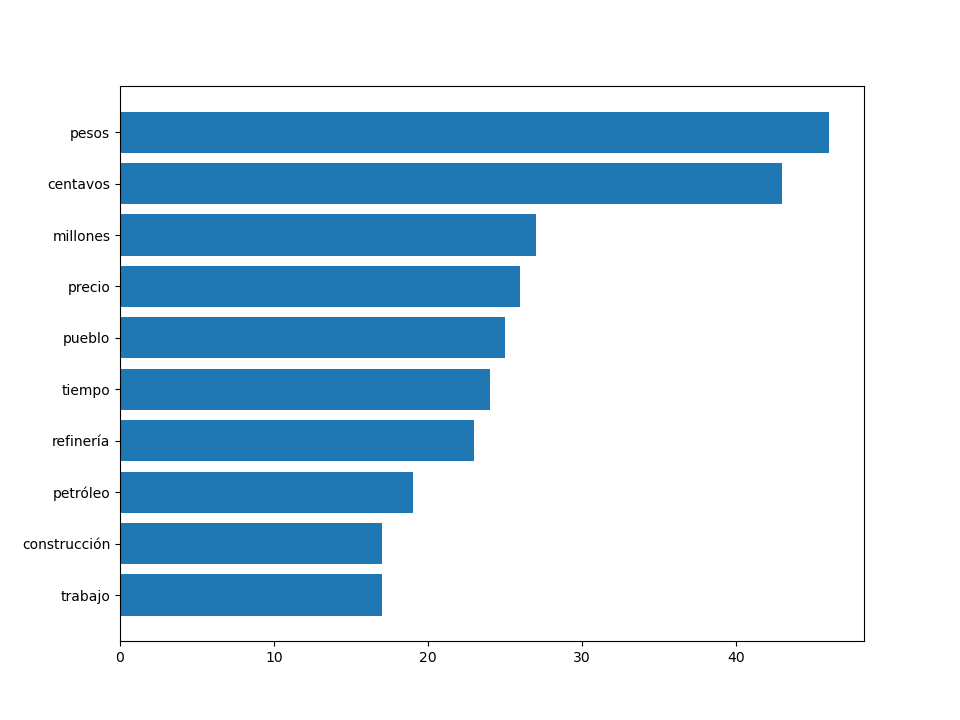 pesos
centavos
millones
precio
pueblo
tiempo
refinería
petróleo
construcción
trabajo
0 10 20 30 40